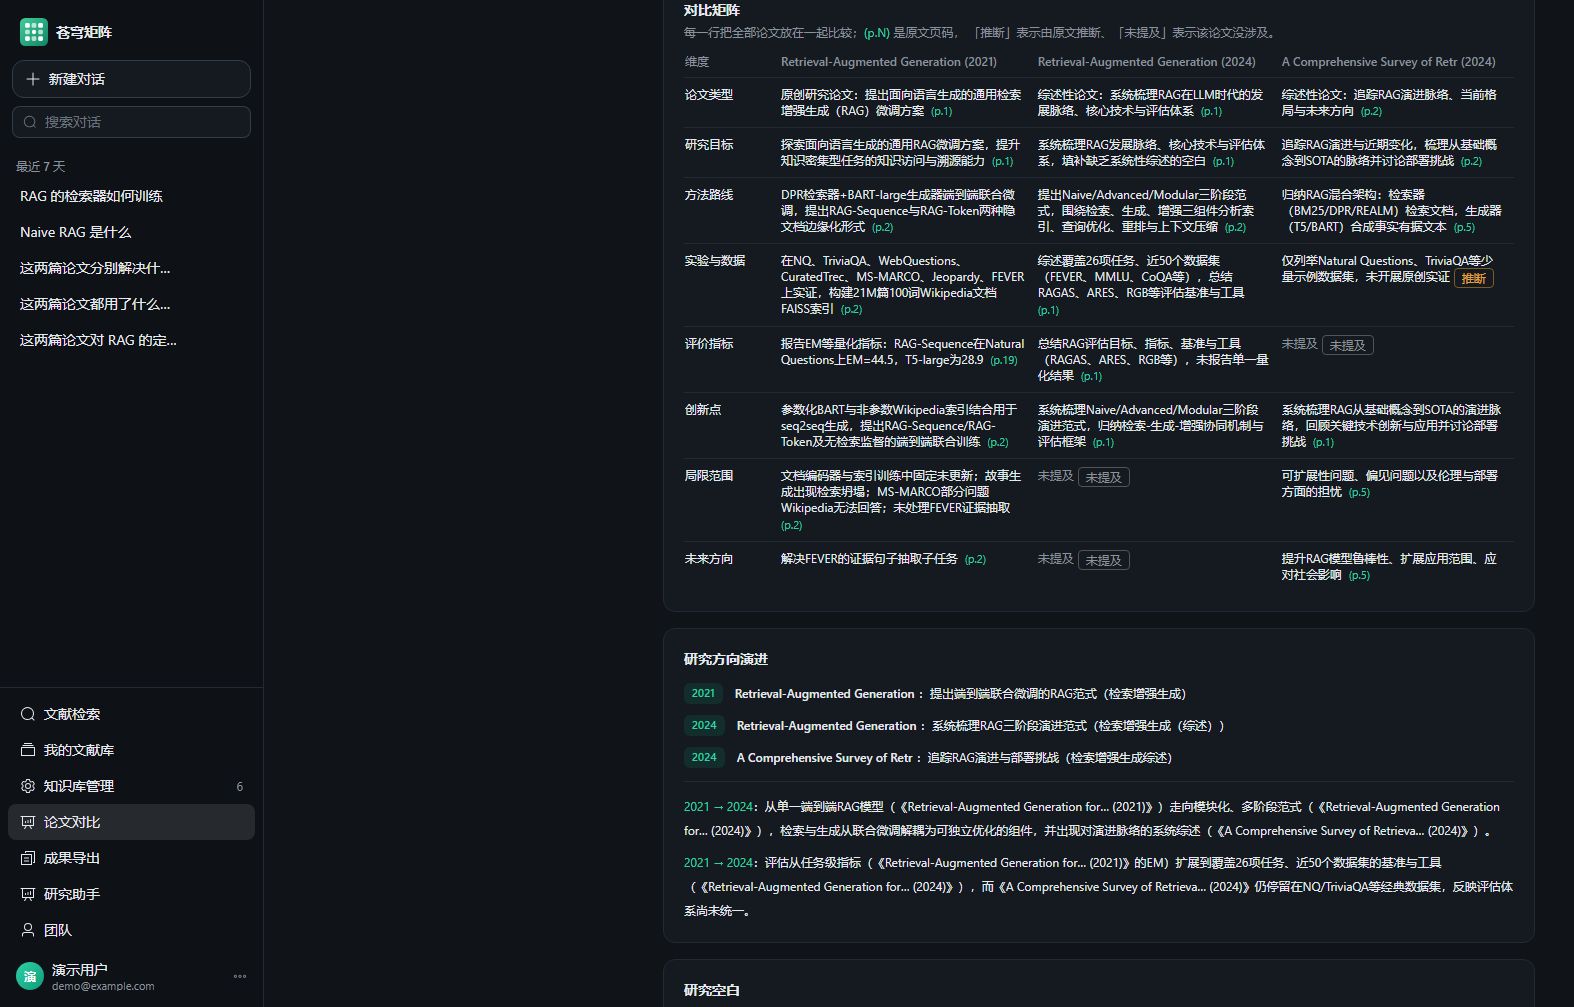 苍穹矩阵
新建对话
搜索对话
最近 7 天
RAG 的检索器如何训练
Naive RAG 是什么
这两篇论文分别解决什...
这两篇论文都用了什么...
这两篇论文对 RAG 的定...
文献检索
我的文献库
知识库管理 6
论文对比
成果导出
研究助手
团队
演 演示用户
demo@example.com
对比矩阵
每一行把全部论文放在一起比较；(p.N) 是原文页码，「推断」表示由原文推断、「未提及」表示该论文没涉及。
维度 Retrieval-Augmented Generation (2021) Retrieval-Augmented Generation (2024) A Comprehensive Survey of Retr (2024)
论文类型
原创研究论文：提出面向语言生成的通用检索
增强生成（RAG）微调方案 (p.1)
综述性论文：系统梳理RAG在LLM时代的发
展脉络、核心技术与评估体系 (p.1)
综述性论文：追踪RAG演进脉络、当前格
局与未来方向 (p.2)
研究目标
探索面向语言生成的通用RAG微调方案，提升
知识密集型任务的知识访问与溯源能力 (p.1)
系统梳理RAG发展脉络、核心技术与评估体
系，填补缺乏系统性综述的空白 (p.1)
追踪RAG演进与近期变化，梳理从基础概
念到SOTA的脉络并讨论部署挑战 (p.2)
方法路线
DPR检索器+BART-large生成器端到端联合微
调，提出RAG-Sequence与RAG-Token两种隐
文档边缘化形式 (p.2)
提出Naive/Advanced/Modular三阶段范
式，围绕检索、生成、增强三组件分析索
引、查询优化、重排与上下文压缩 (p.2)
归纳RAG混合架构：检索器
（BM25/DPR/REALM）检索文档，生成器
（T5/BART）合成事实有据文本 (p.5)
实验与数据
在NQ、TriviaQA、WebQuestions、
CuratedTrec、MS-MARCO、Jeopardy、FEVER
上实证，构建21M篇100词Wikipedia文档
FAISS索引 (p.2)
综述覆盖26项任务、近50个数据集
（FEVER、MMLU、CoQA等），总结
RAGAS、ARES、RGB等评估基准与工具
(p.1)
仅列举Natural Questions、TriviaQA等少
量示例数据集，未开展原创实证 推断
评价指标
报告EM等量化指标：RAG-Sequence在Natural
Questions上EM=44.5，T5-large为28.9 (p.19)
总结RAG评估目标、指标、基准与工具
（RAGAS、ARES、RGB等），未报告单一量
化结果 (p.1)
未提及 未提及
创新点
参数化BART与非参数Wikipedia索引结合用于
seq2seq生成，提出RAG-Sequence/RAG-
Token及无检索监督的端到端联合训练 (p.2)
系统梳理Naive/Advanced/Modular三阶段
演进范式，归纳检索-生成-增强协同机制与
评估框架 (p.1)
系统梳理RAG从基础概念到SOTA的演进脉
络，回顾关键技术创新与应用并讨论部署
挑战 (p.1)
局限范围
文档编码器与索引训练中固定未更新；故事生
成出现检索坍塌；MS-MARCO部分问题
Wikipedia无法回答；未处理FEVER证据抽取
(p.2)
未提及 未提及
可扩展性问题、偏见问题以及伦理与部署
方面的担忧 (p.5)
未来方向
解决FEVER的证据句子抽取子任务 (p.2)
未提及 未提及
提升RAG模型鲁棒性、扩展应用范围、应
对社会影响 (p.5)
研究方向演进
2021 Retrieval-Augmented Generation ：提出端到端联合微调的RAG范式（检索增强生成）
2024 Retrieval-Augmented Generation ：系统梳理RAG三阶段演进范式（检索增强生成（综述））
2024 A Comprehensive Survey of Retr ：追踪RAG演进与部署挑战（检索增强生成综述）
2021 → 2024：从单一端到端RAG模型（《Retrieval-Augmented Generation for... (2021)》）走向模块化、多阶段范式（《Retrieval-Augmented Generation
for... (2024)》），检索与生成从联合微调解耦为可独立优化的组件，并出现对演进脉络的系统综述（《A Comprehensive Survey of Retrieva... (2024)》）。
2021 → 2024：评估从任务级指标（《Retrieval-Augmented Generation for... (2021)》的EM）扩展到覆盖26项任务、近50个数据集的基准与工具
（《Retrieval-Augmented Generation for... (2024)》），而《A Comprehensive Survey of Retrieva... (2024)》仍停留在NQ/TriviaQA等经典数据集，反映评估体
系尚未统一。
研究空白